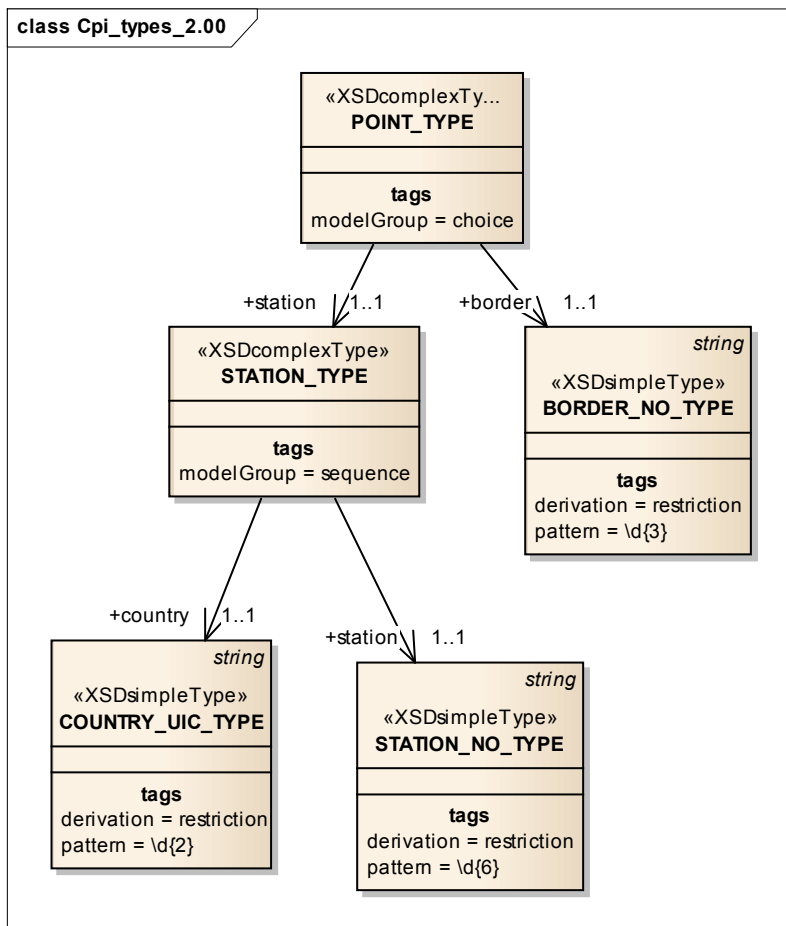 class Cpi_types_2.00
«XSDcomplexTy...
POINT_TYPE
tags
modelGroup = choice
+station 1..1
+border 1..1
«XSDcomplexType»
STATION_TYPE
tags
modelGroup = sequence
string
«XSDsimpleType»
BORDER_NO_TYPE
tags
derivation = restriction
pattern = \d{3}
+country 1..1
+station 1..1
string
«XSDsimpleType»
COUNTRY_UIC_TYPE
tags
derivation = restriction
pattern = \d{2}
string
«XSDsimpleType»
STATION_NO_TYPE
tags
derivation = restriction
pattern = \d{6}